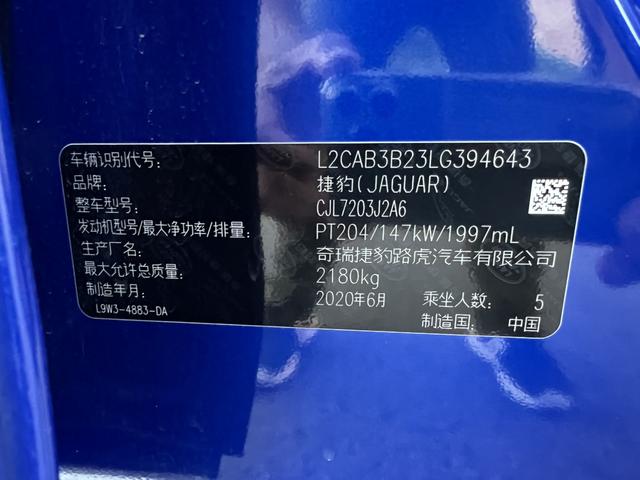 车辆识别代号: L2CAB3B23LG394643
品牌: 捷豹(JAGUAR)
整车型号: CJL7203J2A6
发动机型号/最大净功率/排量: PT204/147kW/1997mL
生产厂名: 奇瑞捷豹路虎汽车有限公司
最大允许总质量: 2180kg
制造年月: 2020年6月 乘坐人数: 5
L9W3-4883-DA 制造国: 中国